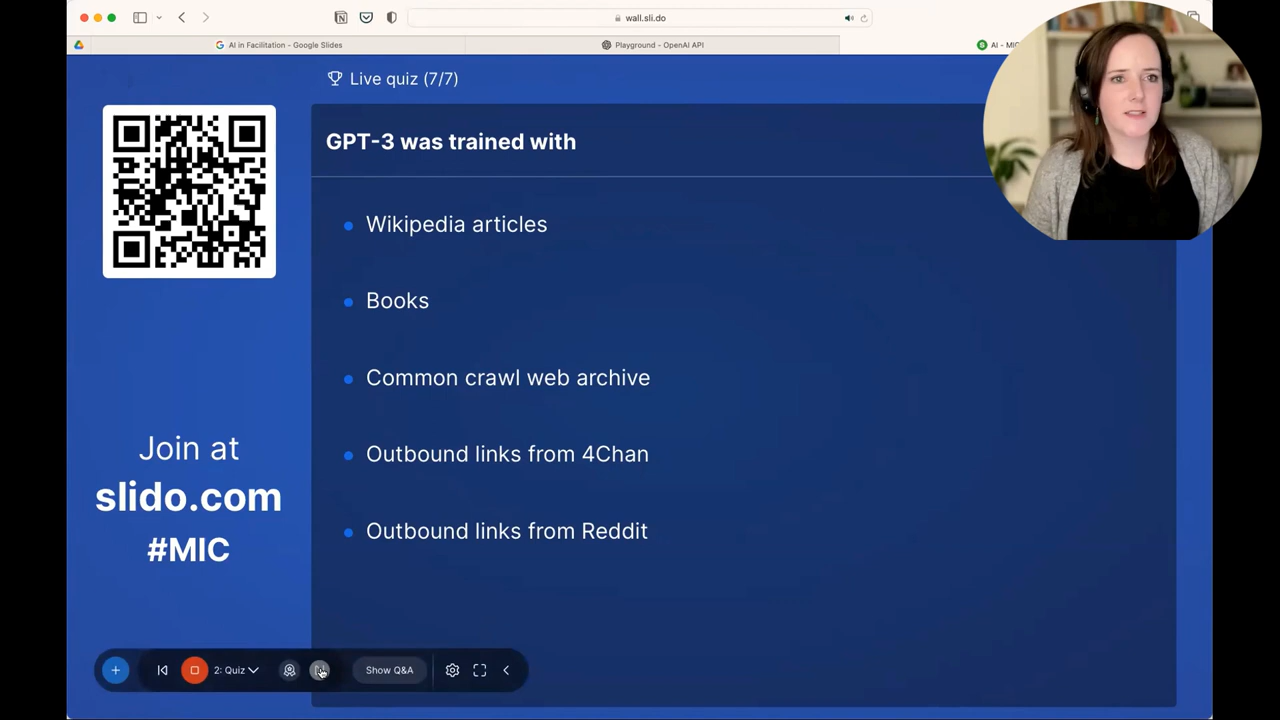 wall.sli.do
AI in Facilitation - Google Slides
Playground - OpenAI API
AI - MIC
Live quiz (7/7)
GPT-3 was trained with
Wikipedia articles
Books
Common crawl web archive
Outbound links from 4Chan
Outbound links from Reddit
Join at
slido.com
#MIC
2: Quiz
Show Q&A